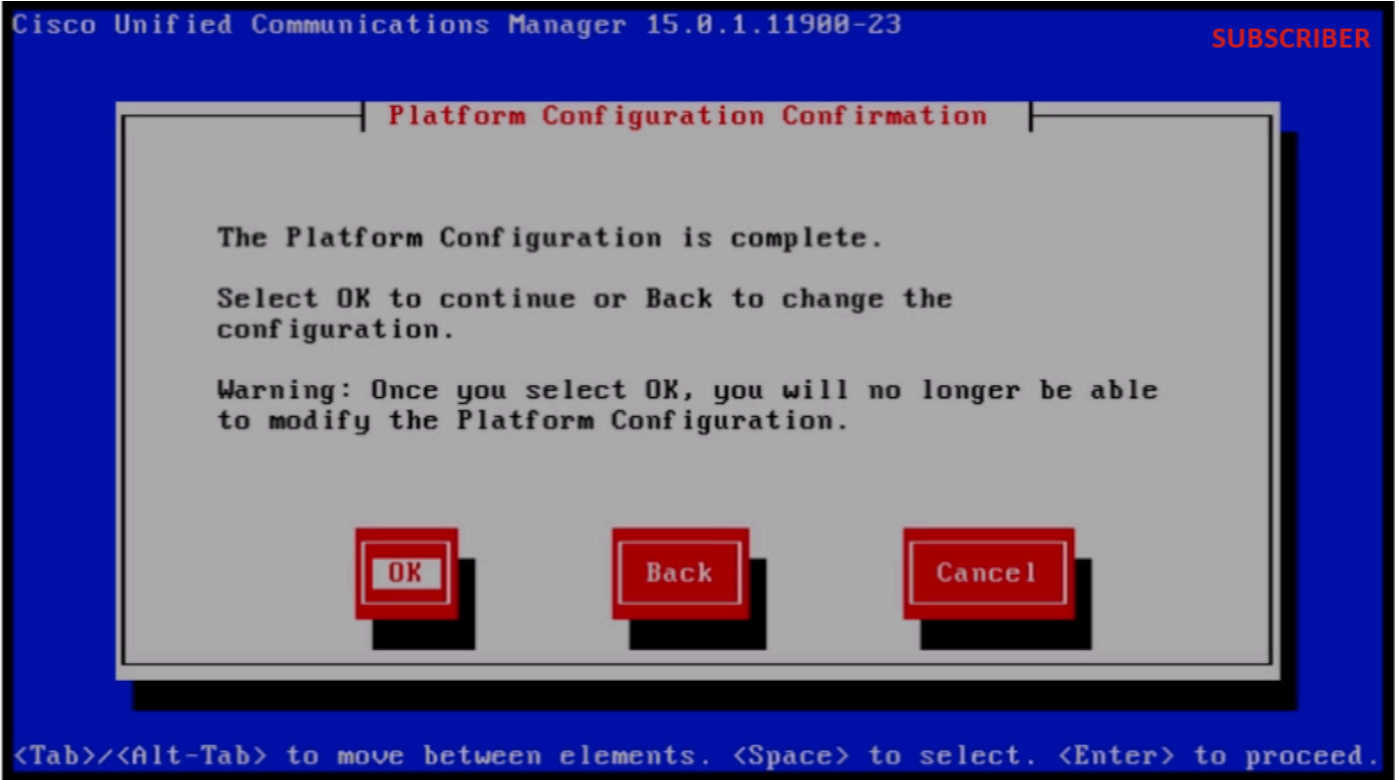 Cisco Unified Communications Manager 15.0.1.11900-23
SUBSCRIBER
Platform Configuration Confirmation
The Platform Configuration is complete.
Select OK to continue or Back to change the
configuration.
Warning: Once you select OK, you will no longer be able
to modify the Platform Configuration.
OK Back Cancel
<Tab>/<Alt-Tab> to move between elements. <Space> to select. <Enter> to proceed.